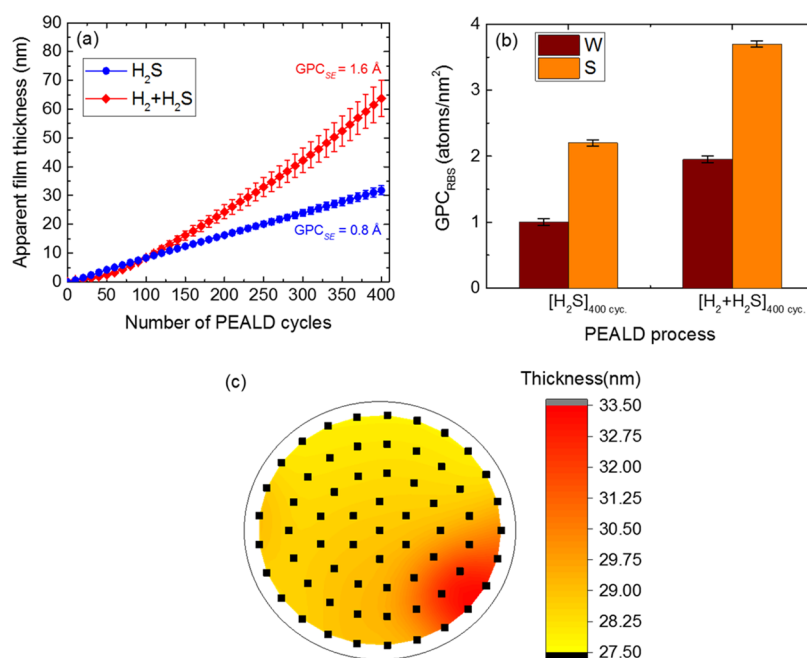 (a)
H₂S
H₂+H₂S
GPC_SE = 1.6 Å
GPC_SE = 0.8 Å
90
80
70
60
50
40
30
20
10
0
Apparent film thickness (nm)
0 50 100 150 200 250 300 350 400
Number of PEALD cycles
(b)
W
S
4
3
2
1
0
GPC_RBS (atoms/nm²)
[H₂S]400 cyc. [H₂+H₂S]400 cyc.
PEALD process
(c)
Thickness(nm)
33.50
32.75
32.00
31.25
30.50
29.75
29.00
28.25
27.50